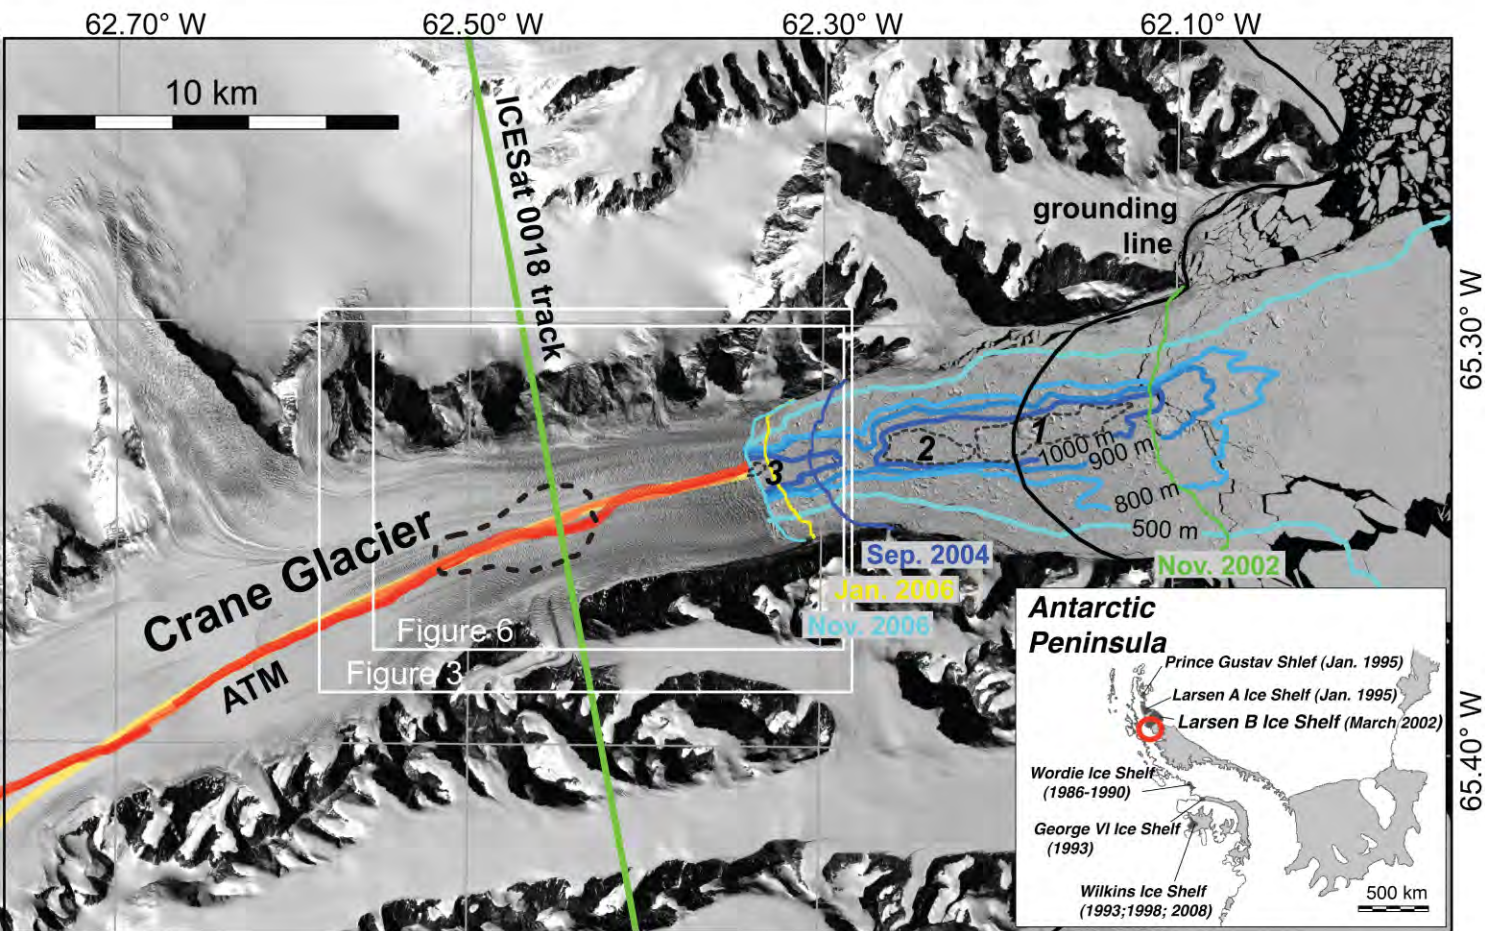 62.70° W
62.50° W
62.30° W
62.10° W
10 km
ICESat 0018 track
grounding
line
65.30° W
1
2
3
1000 m
900 m
800 m
500 m
Crane Glacier
ATM
Sep. 2004
Jan. 2006
Nov. 2006
Nov. 2002
Figure 6
Figure 3
65.40° W
Antarctic
Peninsula
Prince Gustav Shlef (Jan. 1995)
Larsen A Ice Shelf (Jan. 1995)
Larsen B Ice Shelf (March 2002)
Wordie Ice Shelf
(1986-1990)
George VI Ice Shelf
(1993)
Wilkins Ice Shelf
(1993;1998; 2008)
500 km